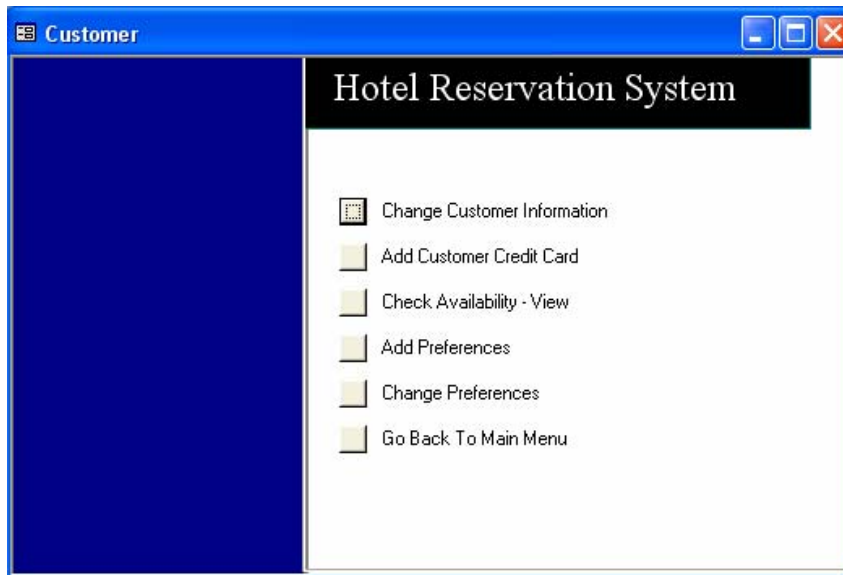 Customer
Hotel Reservation System
Change Customer Information
Add Customer Credit Card
Check Availability - View
Add Preferences
Change Preferences
Go Back To Main Menu